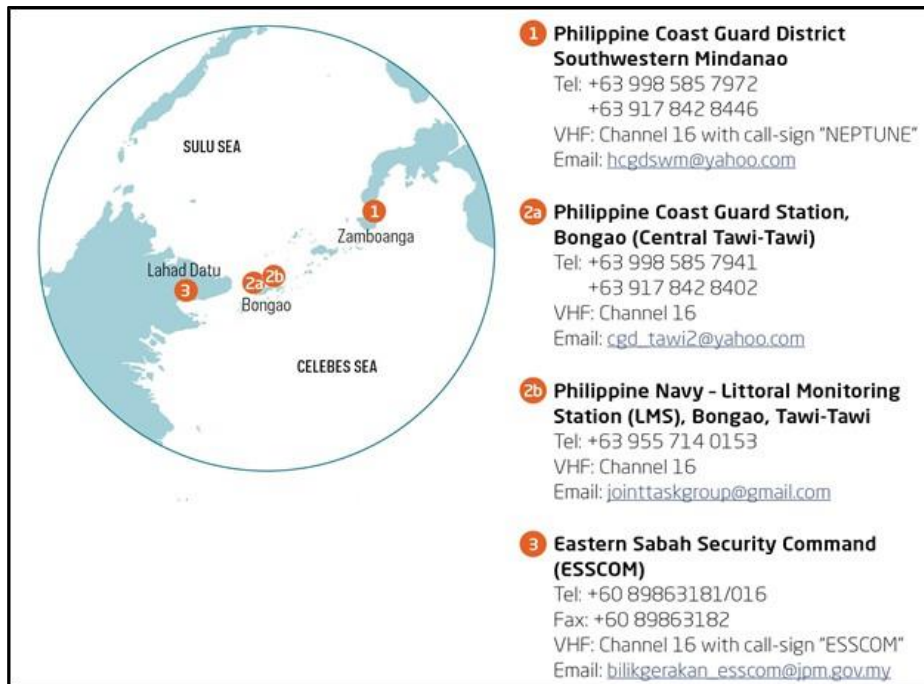 SULU SEA
1
Zamboanga
Lahad Datu
3
2a
2b
Bongao
CELEBES SEA
1 Philippine Coast Guard District
Southwestern Mindanao
Tel: +63 998 585 7972
+63 917 842 8446
VHF: Channel 16 with call-sign "NEPTUNE"
Email: hcgdswm@yahoo.com
2a Philippine Coast Guard Station,
Bongao (Central Tawi-Tawi)
Tel: +63 998 585 7941
+63 917 842 8402
VHF: Channel 16
Email: cgd_tawi2@yahoo.com
2b Philippine Navy – Littoral Monitoring
Station (LMS), Bongao, Tawi-Tawi
Tel: +63 955 714 0153
VHF: Channel 16
Email: jointtaskgroup@gmail.com
3 Eastern Sabah Security Command
(ESSCOM)
Tel: +60 89863181/016
Fax: +60 89863182
VHF: Channel 16 with call-sign "ESSCOM"
Email: bilikgerakan_esscom@jpm.gov.my